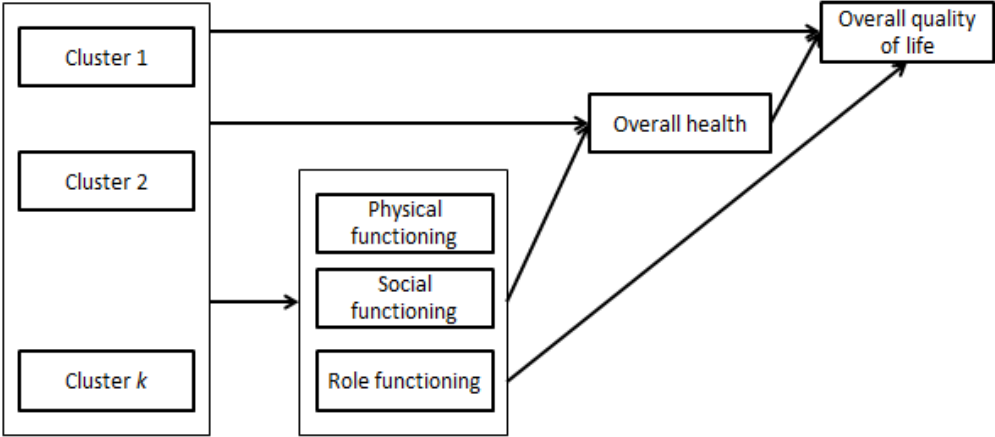 Cluster 1
Cluster 2
Cluster k
Physical
functioning
Social
functioning
Role functioning
Overall health
Overall quality
of life